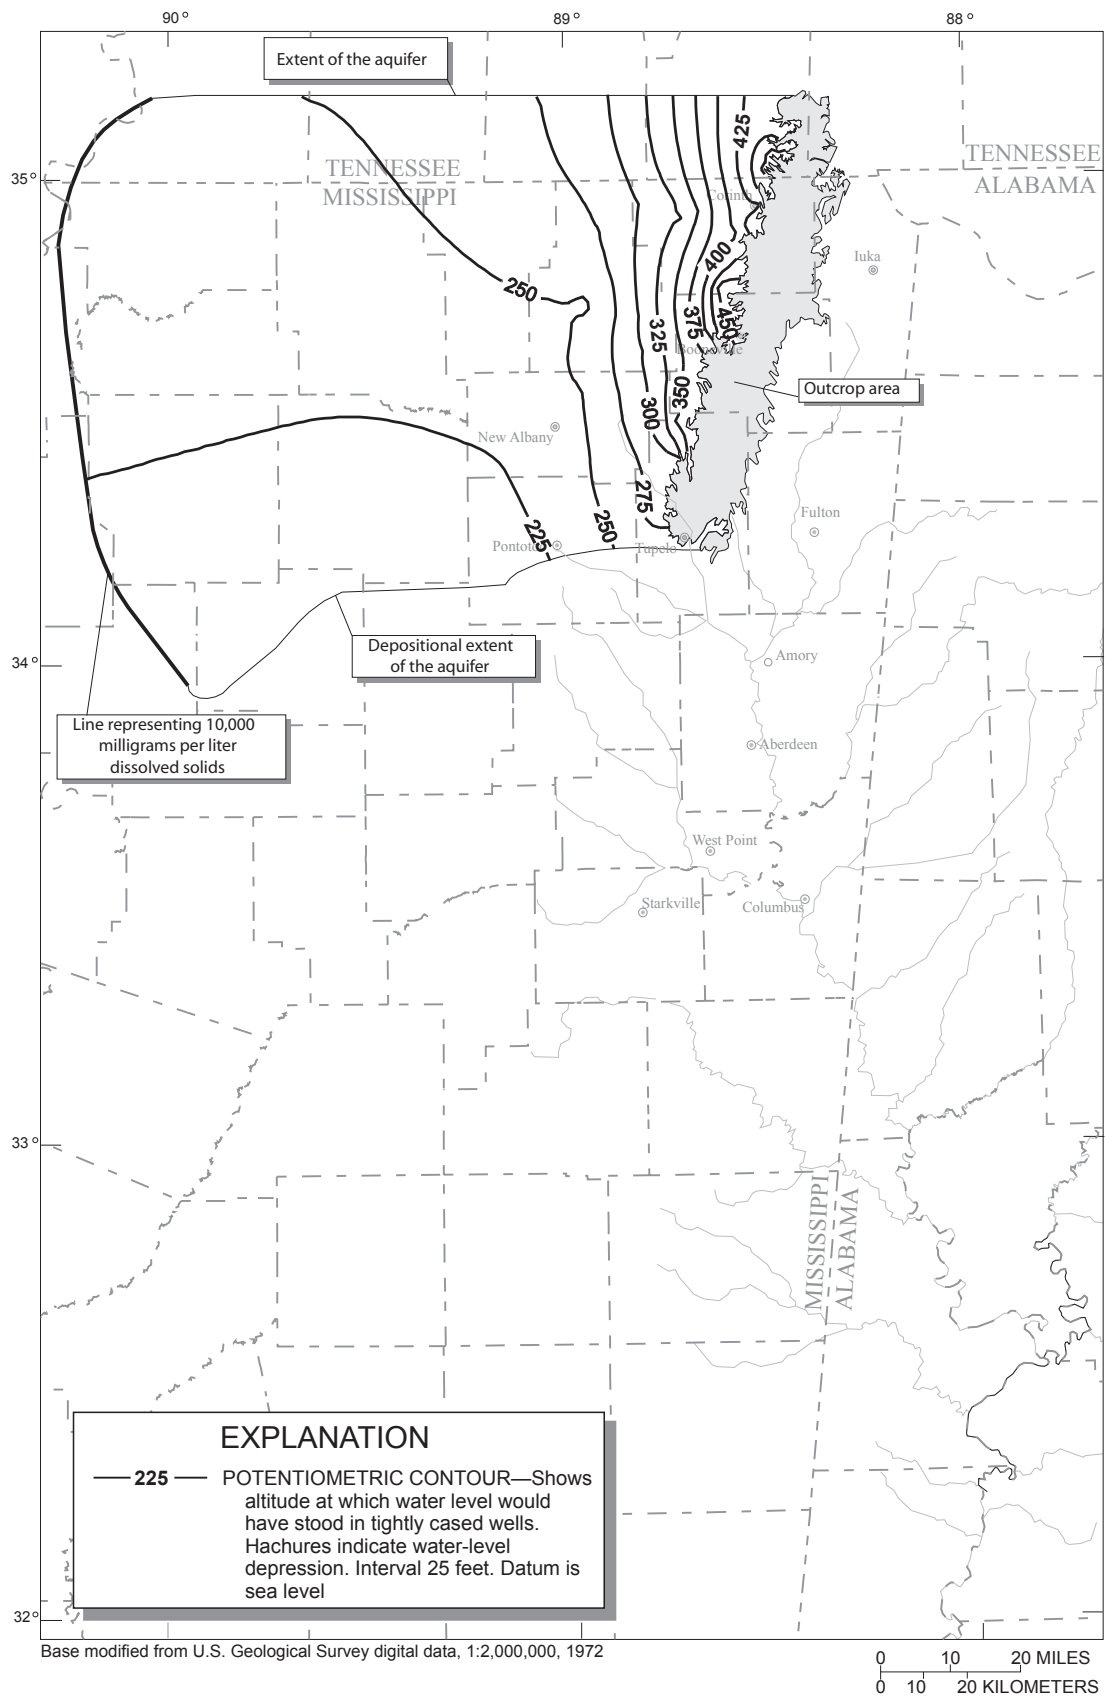 90°
89°
88°
Extent of the aquifer
425
TENNESSEE
MISSISSIPPI
TENNESSEE
ALABAMA
35°
Corinth
400
Iuka
250
450
375
325
Booneville
350
Outcrop area
300
New Albany
275
250
225
Fulton
Pontotoc
Tupelo
34°
Depositional extent
of the aquifer
Amory
Line representing 10,000
milligrams per liter
dissolved solids
Aberdeen
West Point
Starkville
Columbus
33°
MISSISSIPPI
ALABAMA
EXPLANATION
225 POTENTIOMETRIC CONTOUR—Shows
altitude at which water level would
have stood in tightly cased wells.
Hachures indicate water-level
depression. Interval 25 feet. Datum is
sea level
32°
Base modified from U.S. Geological Survey digital data, 1:2,000,000, 1972
0 10 20 MILES
0 10 20 KILOMETERS